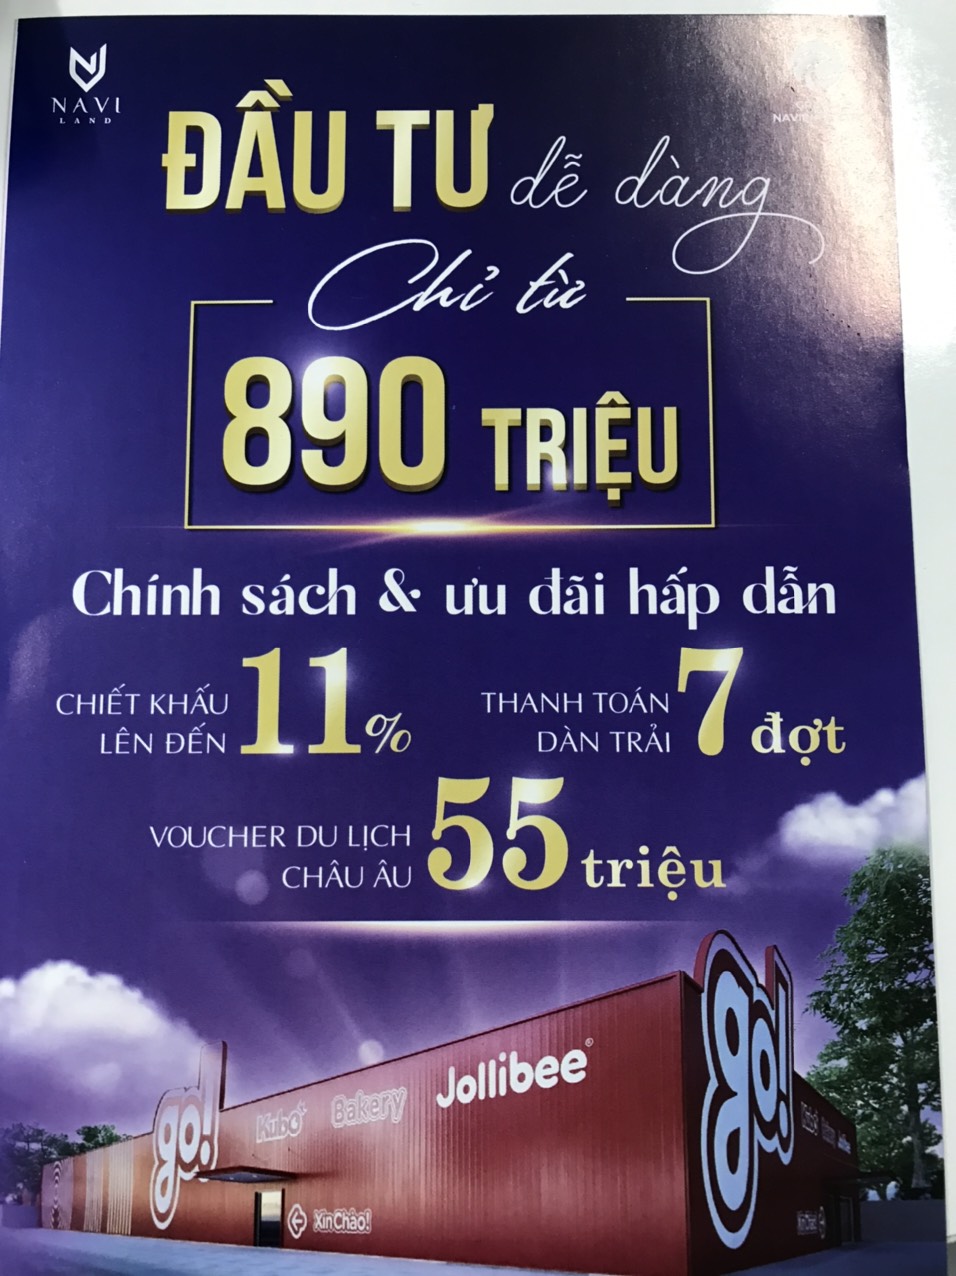 NAVI
LAND
ĐẦU TƯ dễ dàng
Chỉ từ
890 TRIỆU
Chính sách & ưu đãi hấp dẫn
CHIẾT KHẤU
LÊN ĐẾN 11%
THANH TOÁN
DÀN TRẢI 7 đợt
VOUCHER DU LỊCH
CHÂU ÂU 55 triệu
go!
Kubo
Bakery
Jollibee®
Xin Chào!
go!